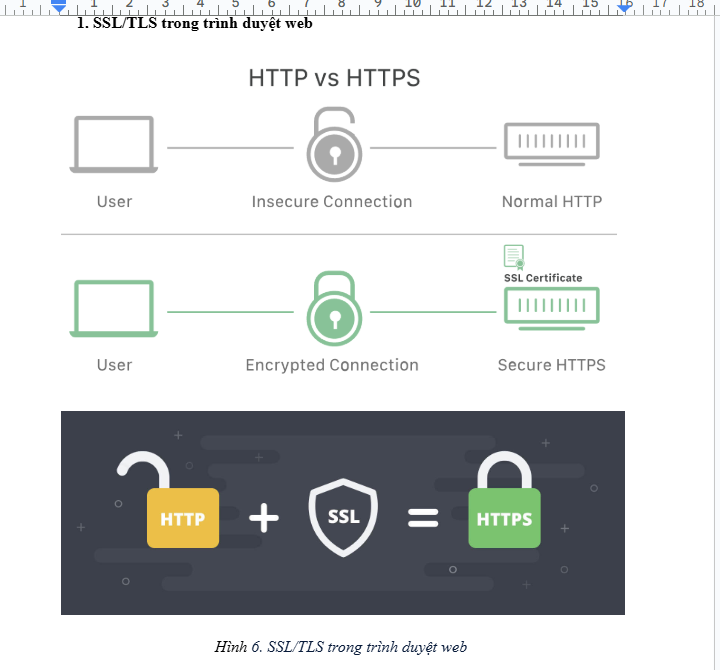 1 1 2 3 4 5 6 7 8 9 10 11 12 13 14 15 16 17 18
1. SSL/TLS trong trình duyệt web
HTTP vs HTTPS
User Insecure Connection Normal HTTP
SSL Certificate
User Encrypted Connection Secure HTTPS
HTTP + SSL = HTTPS
Hình 6. SSL/TLS trong trình duyệt web